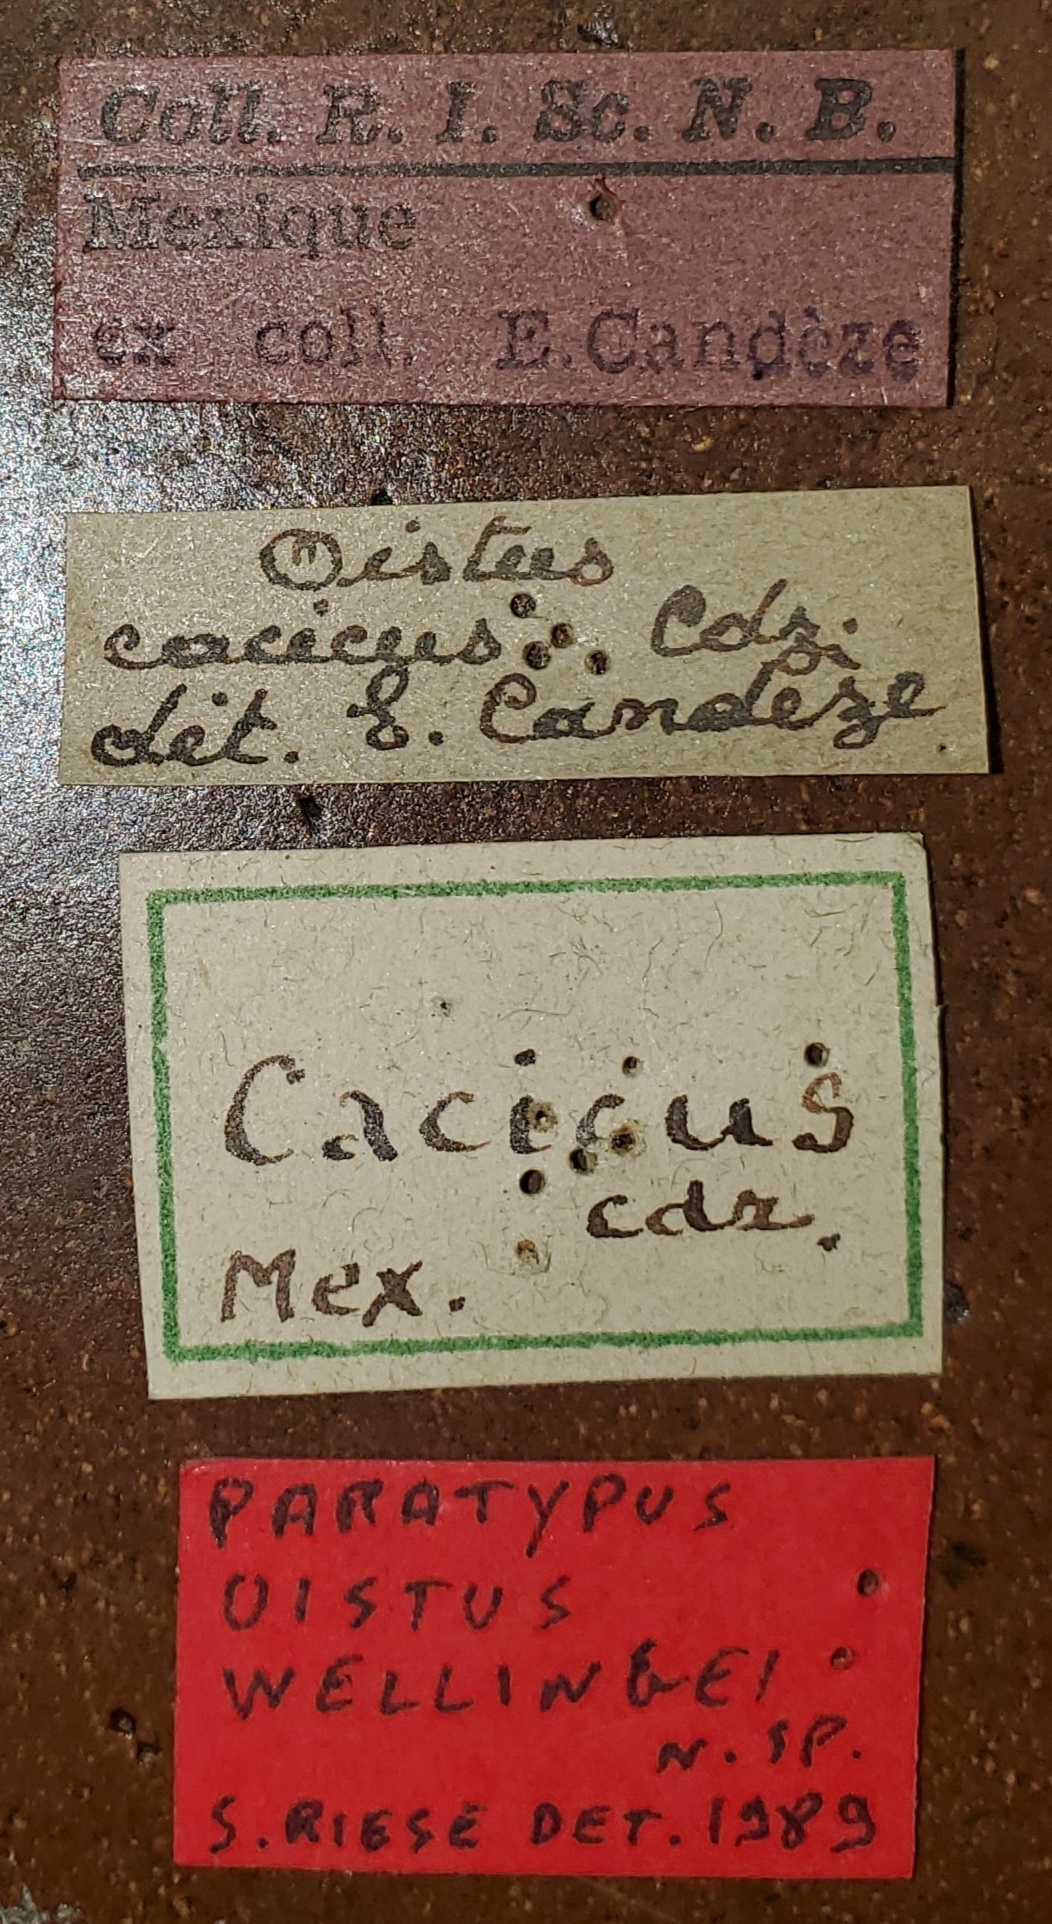 Coll. R. I. Sc. N. B.
Mexique
ex coll. E.Candèze
Oistus
cacicus. Cdz.
dét. E. Candèze
Cacicus
cdz.
Mex.
PARATYPUS
OISTUS
WELLINGEI
N. SP.
S. RIESE DET. 1989